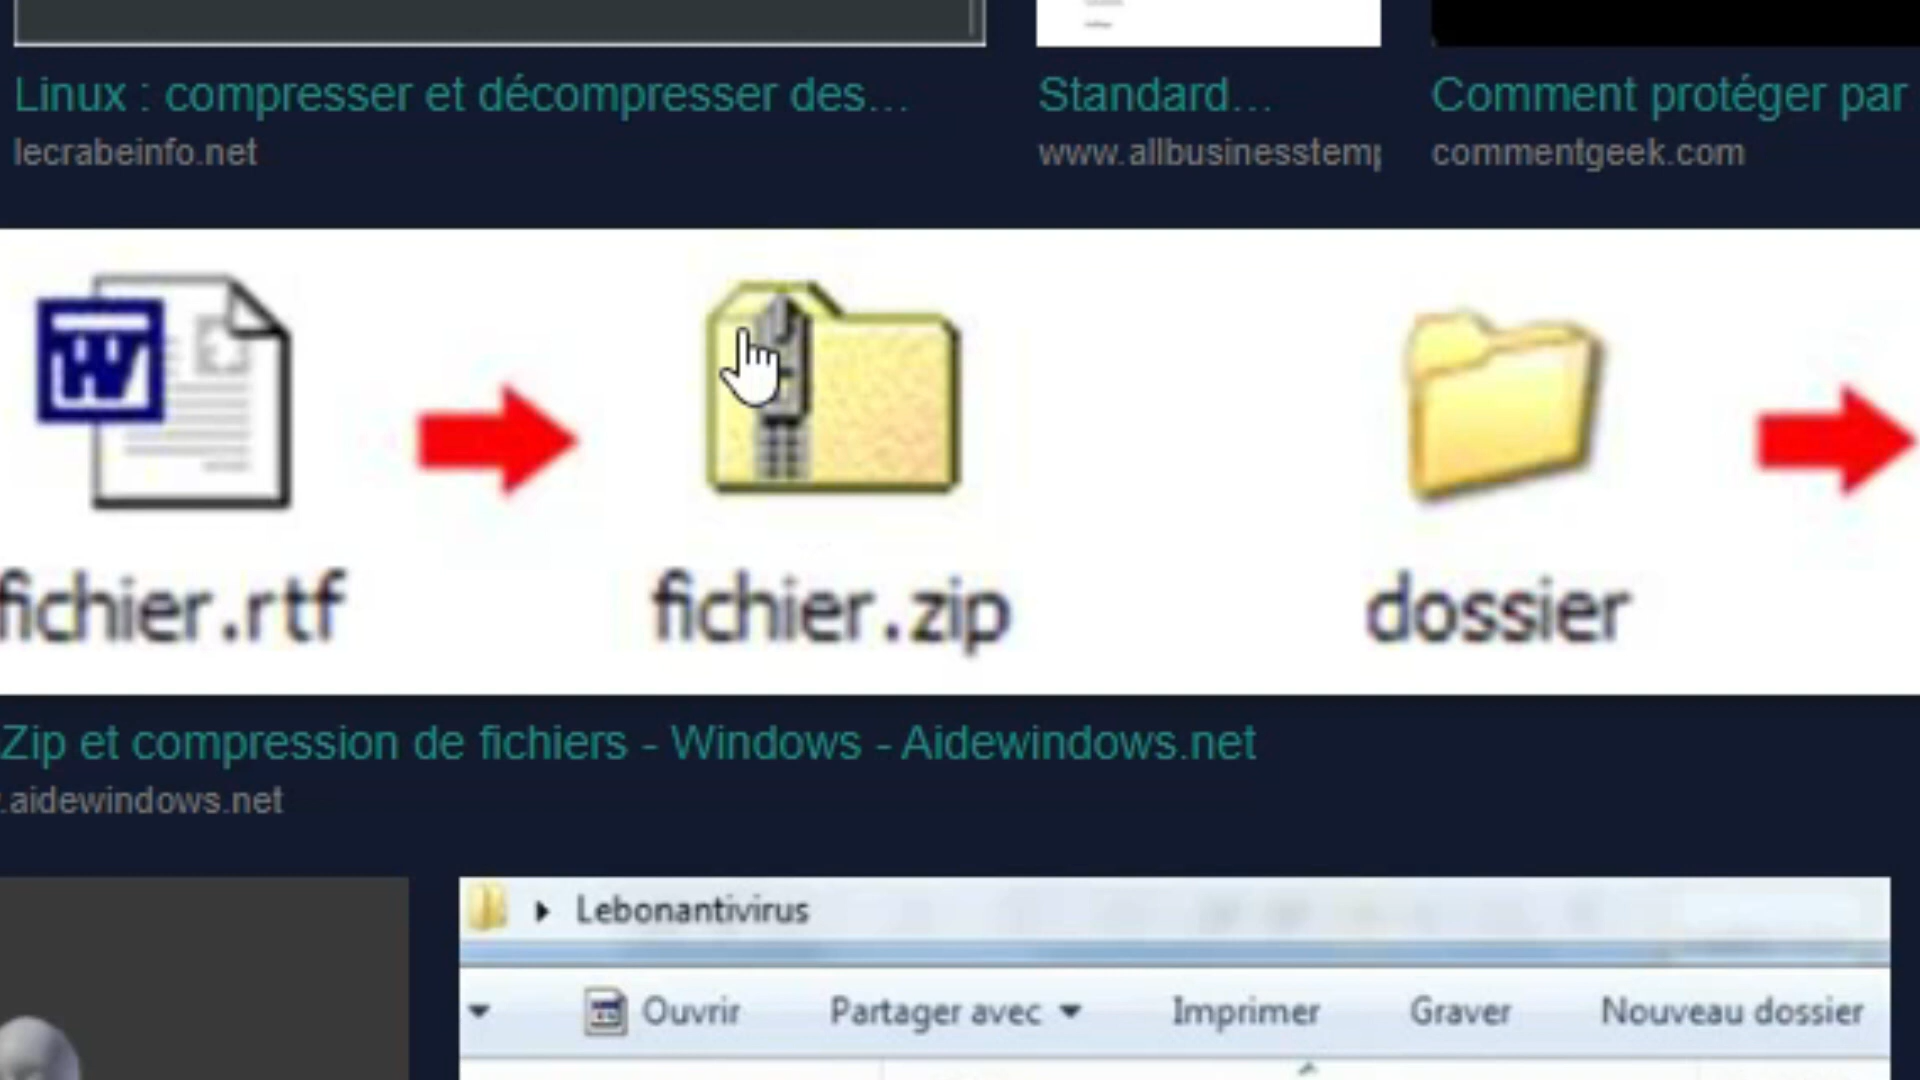 Linux : compresser et décompresser des...
lecrabeinfo.net
Standard...
www.allbusinesstemp
Comment protéger par
commentgeek.com
fichier.rtf
fichier.zip
dossier
Zip et compression de fichiers - Windows - Aidewindows.net
.aidewindows.net
Lebonantivirus
Ouvrir
Partager avec
Imprimer
Graver
Nouveau dossier